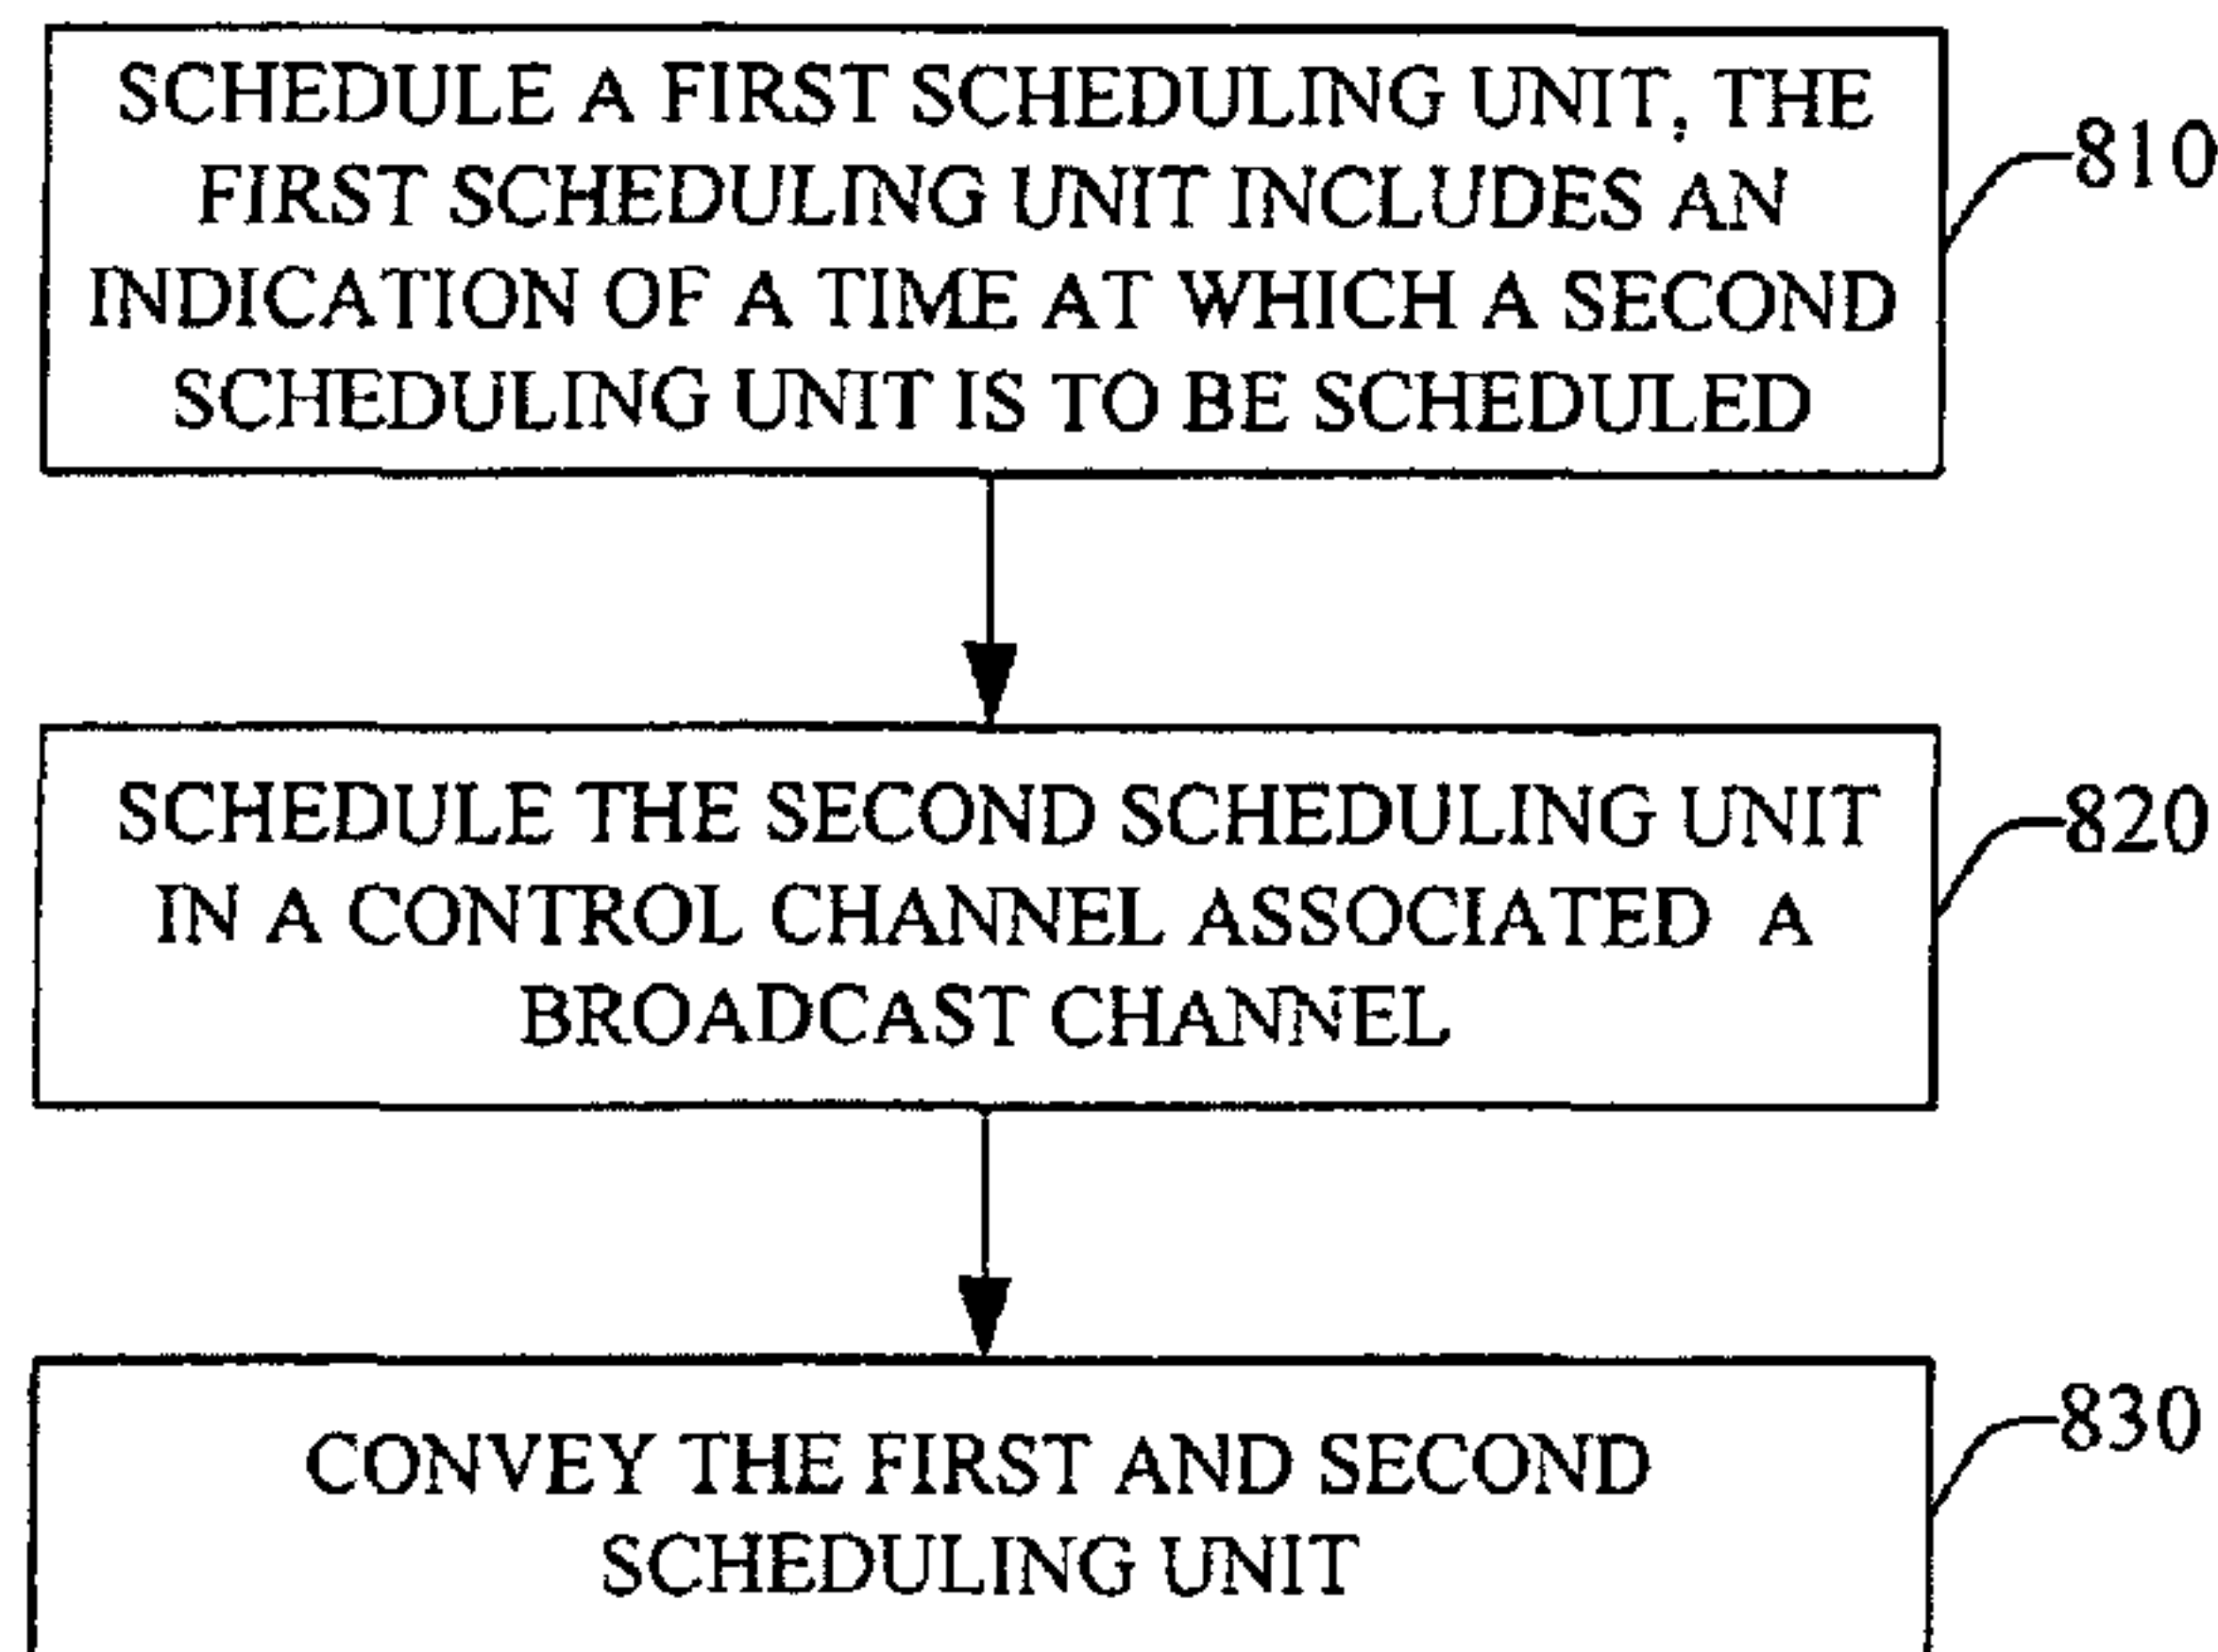 SCHEDULE A FIRST SCHEDULING UNIT, THE
FIRST SCHEDULING UNIT INCLUDES AN
INDICATION OF A TIME AT WHICH A SECOND
SCHEDULING UNIT IS TO BE SCHEDULED
810
SCHEDULE THE SECOND SCHEDULING UNIT
IN A CONTROL CHANNEL ASSOCIATED A
BROADCAST CHANNEL
820
CONVEY THE FIRST AND SECOND
SCHEDULING UNIT
830